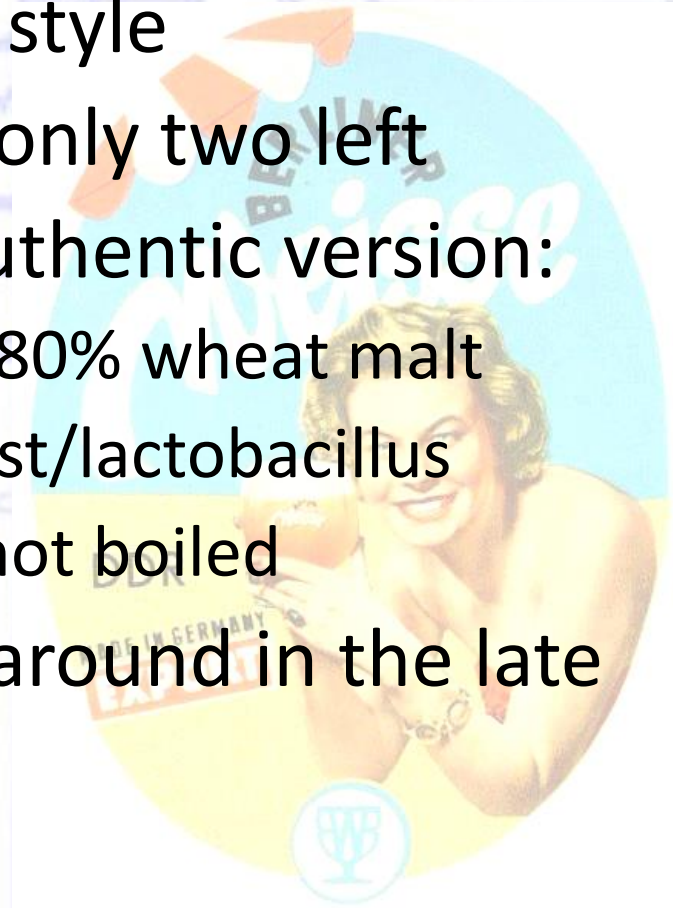 style
only two left
uthentic version:
80% wheat malt
st/lactobacillus
not boiled
around in the late
BERLINER
Weisse
DDR
MADE IN GERMANY
EXPORT